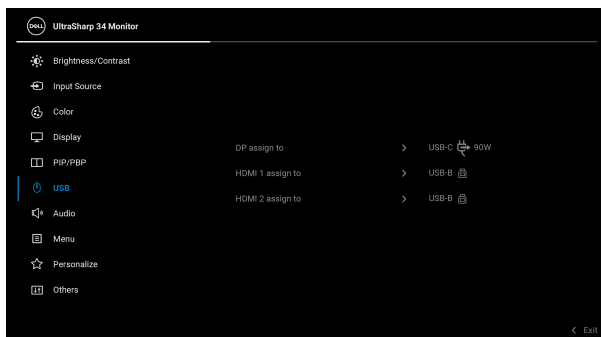 DELL UltraSharp 34 Monitor
Brightness/Contrast
Input Source
Color
Display
DP assign to > USB-C 90W
PIP/PBP
HDMI 1 assign to > USB-B
USB
HDMI 2 assign to > USB-B
Audio
Menu
Personalize
Others
< Exit